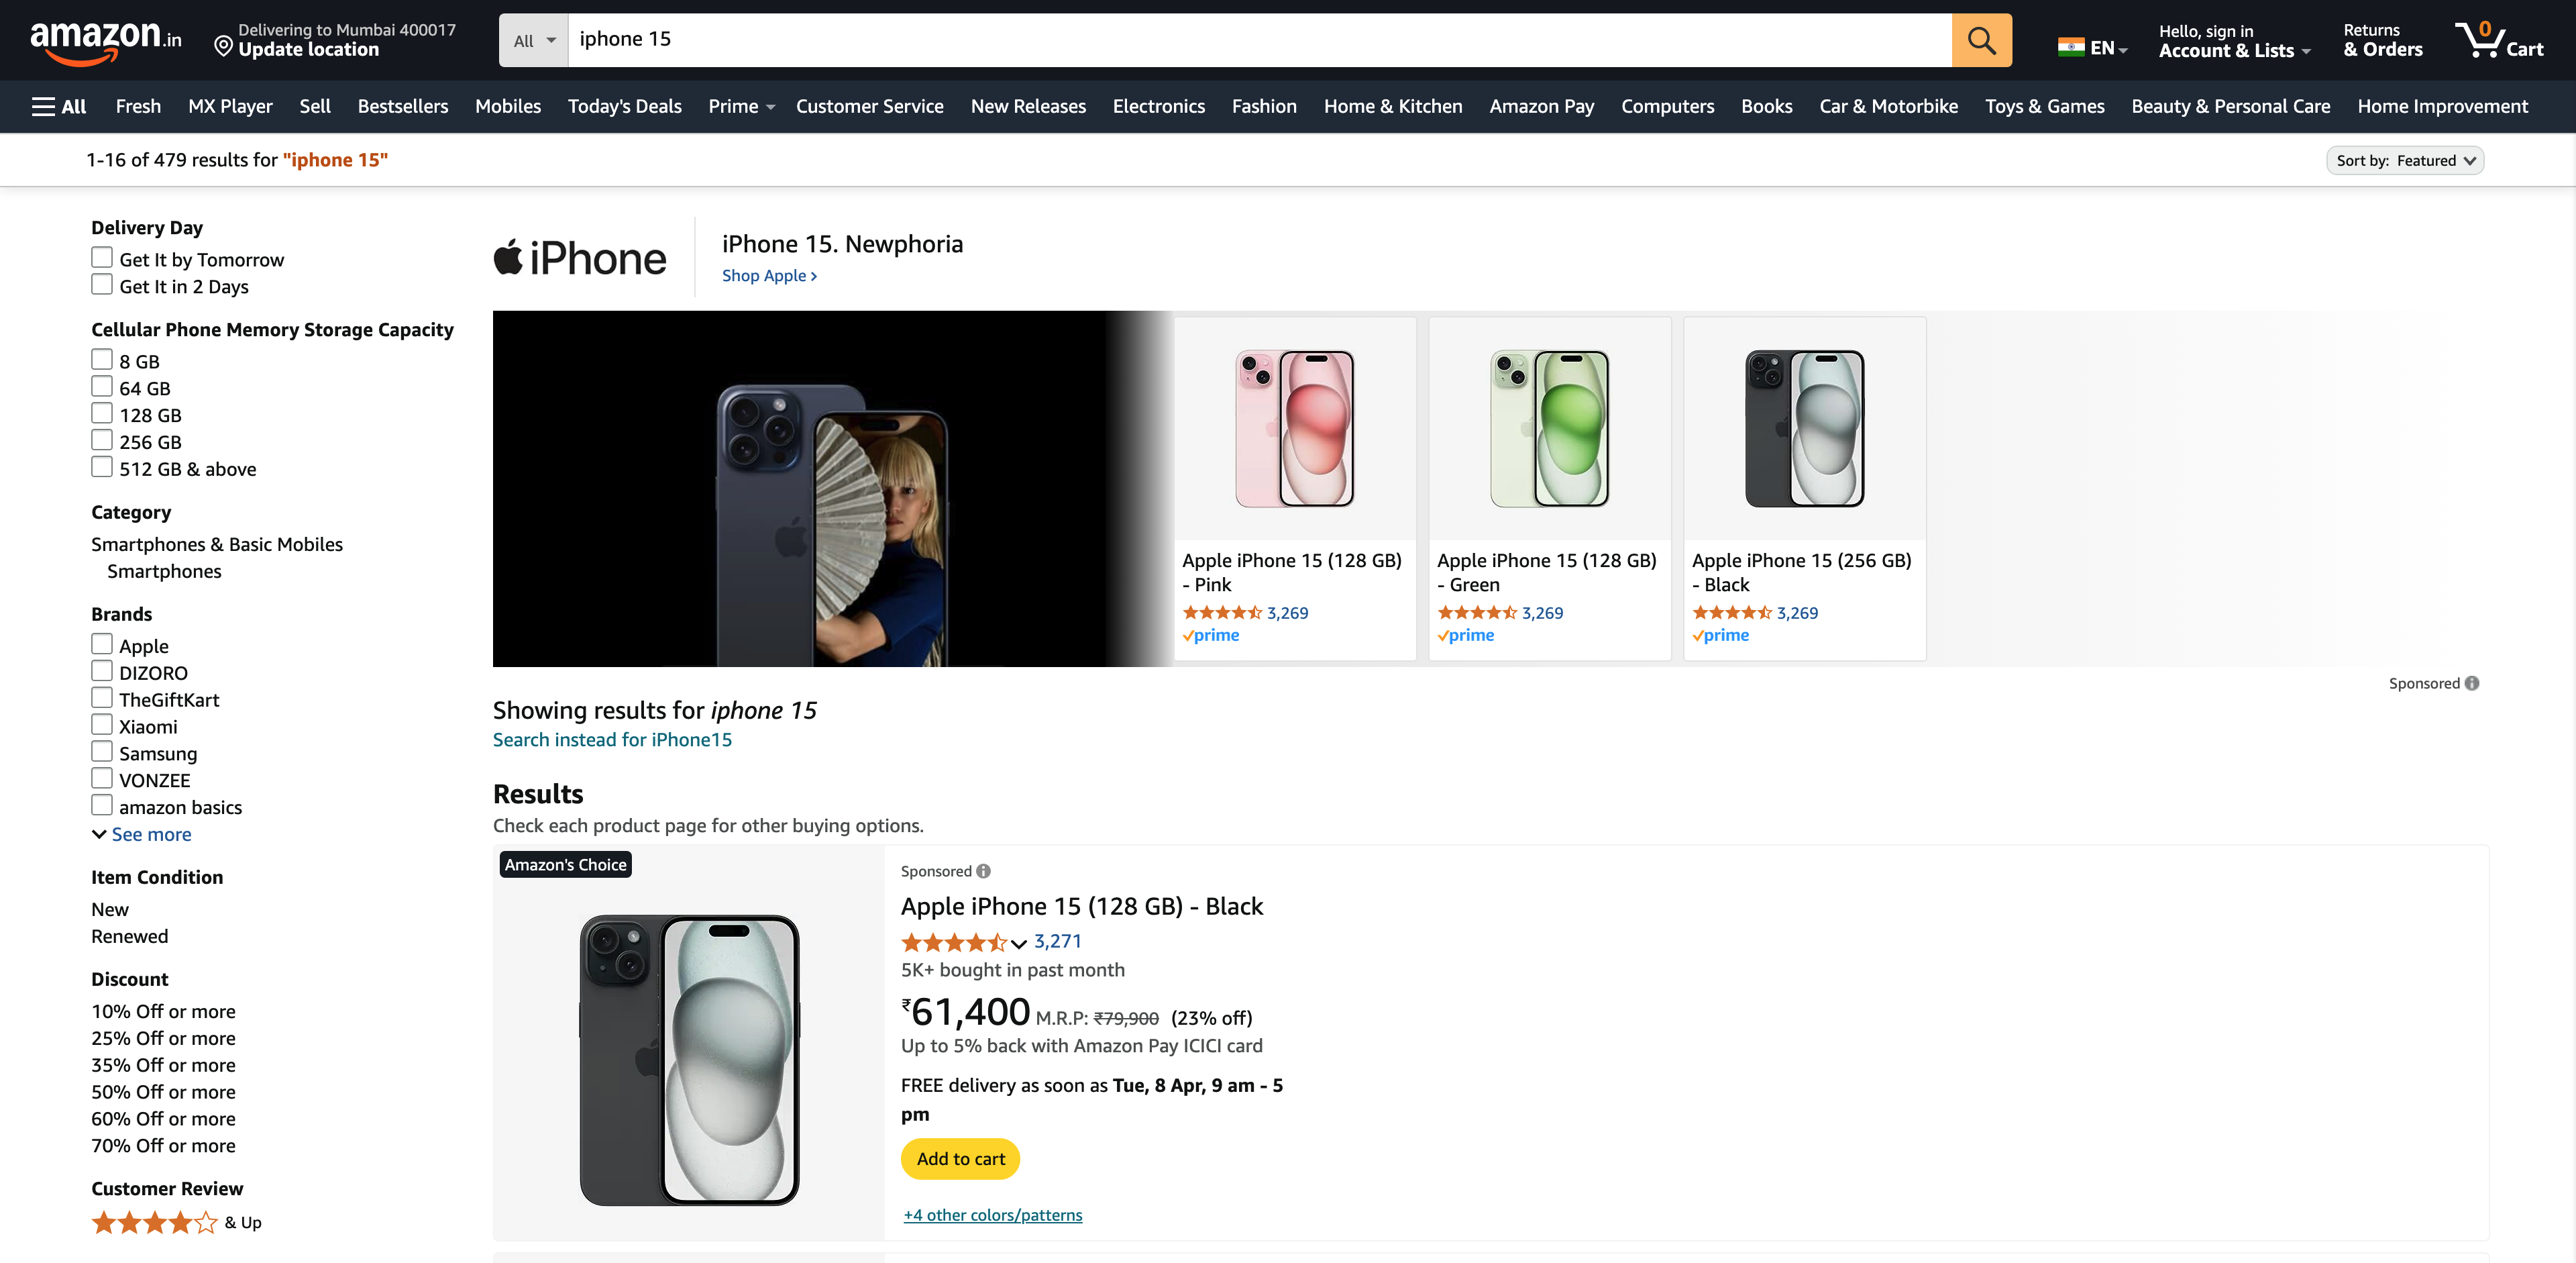 amazon.in
Delivering to Mumbai 400017
Update location
All
iphone 15
EN
Hello, sign in
Account & Lists
Returns
& Orders
0
Cart
All
Fresh
MX Player
Sell
Bestsellers
Mobiles
Today's Deals
Prime
Customer Service
New Releases
Electronics
Fashion
Home & Kitchen
Amazon Pay
Computers
Books
Car & Motorbike
Toys & Games
Beauty & Personal Care
Home Improvement
1-16 of 479 results for "iphone 15"
Sort by: Featured
Delivery Day
Get It by Tomorrow
Get It in 2 Days
Cellular Phone Memory Storage Capacity
8 GB
64 GB
128 GB
256 GB
512 GB & above
Category
Smartphones & Basic Mobiles
Smartphones
Brands
Apple
DIZORO
TheGiftKart
Xiaomi
Samsung
VONZEE
amazon basics
See more
Item Condition
New
Renewed
Discount
10% Off or more
25% Off or more
35% Off or more
50% Off or more
60% Off or more
70% Off or more
Customer Review
& Up
iPhone
iPhone 15. Newphoria
Shop Apple ›
Apple iPhone 15 (128 GB)
- Pink
3,269
prime
Apple iPhone 15 (128 GB)
- Green
3,269
prime
Apple iPhone 15 (256 GB)
- Black
3,269
prime
Sponsored
Showing results for iphone 15
Search instead for iPhone15
Results
Check each product page for other buying options.
Amazon's Choice
Sponsored
Apple iPhone 15 (128 GB) - Black
3,271
5K+ bought in past month
₹61,400 M.R.P: ₹79,900 (23% off)
Up to 5% back with Amazon Pay ICICI card
FREE delivery as soon as Tue, 8 Apr, 9 am - 5
pm
Add to cart
+4 other colors/patterns